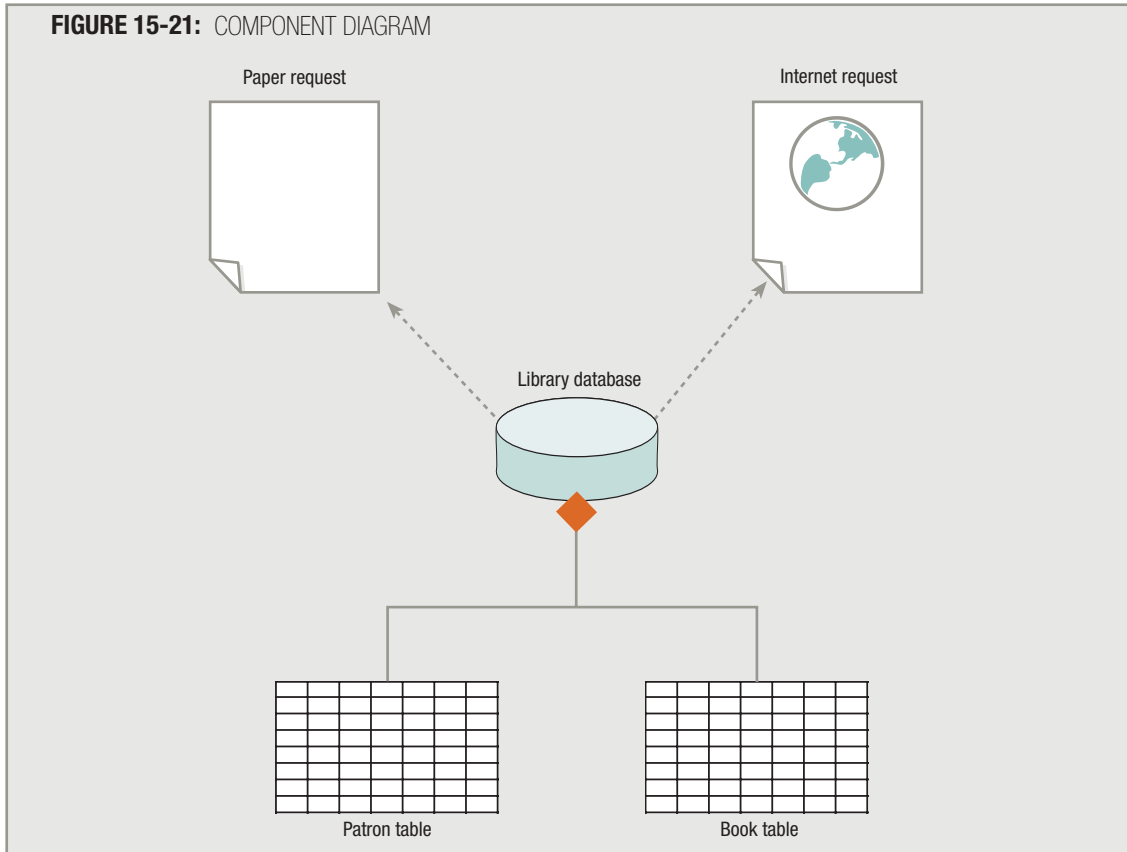 FIGURE 15-21: COMPONENT DIAGRAM
Paper request
Internet request
Library database
Patron table
Book table